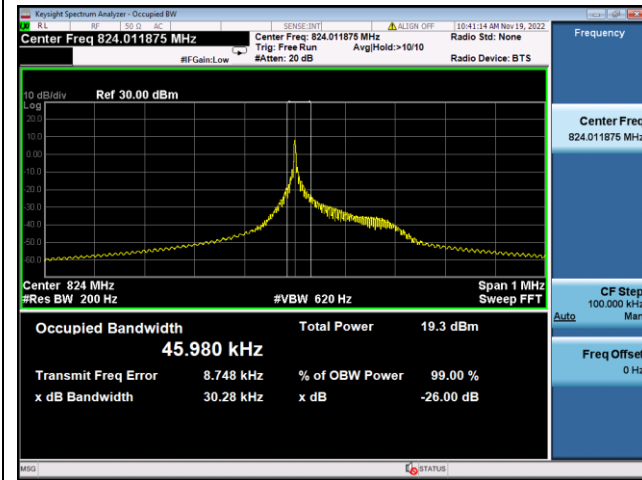 Keysight Spectrum Analyzer - Occupied BW
RL RF 50 Ω AC SENSE:INT ALIGN OFF 10:41:14 AM Nov 19, 2022
Center Freq 824.011875 MHz Center Freq: 824.011875 MHz Radio Std: None Frequency
Trig: Free Run Avg|Hold:>10/10
#IFGain:Low #Atten: 20 dB Radio Device: BTS
10 dB/div Ref 30.00 dBm
Log
20.0
10.0
0.00
-10.0
-20.0
-30.0
-40.0
-50.0
-60.0
Center Freq
824.011875 MHz
Center 824 MHz Span 1 MHz
#Res BW 200 Hz #VBW 620 Hz Sweep FFT
CF Step
100.000 kHz
Auto Man
Occupied Bandwidth Total Power 19.3 dBm
45.980 kHz
Transmit Freq Error 8.748 kHz % of OBW Power 99.00 %
x dB Bandwidth 30.28 kHz x dB -26.00 dB
Freq Offset
0 Hz
MSG STATUS